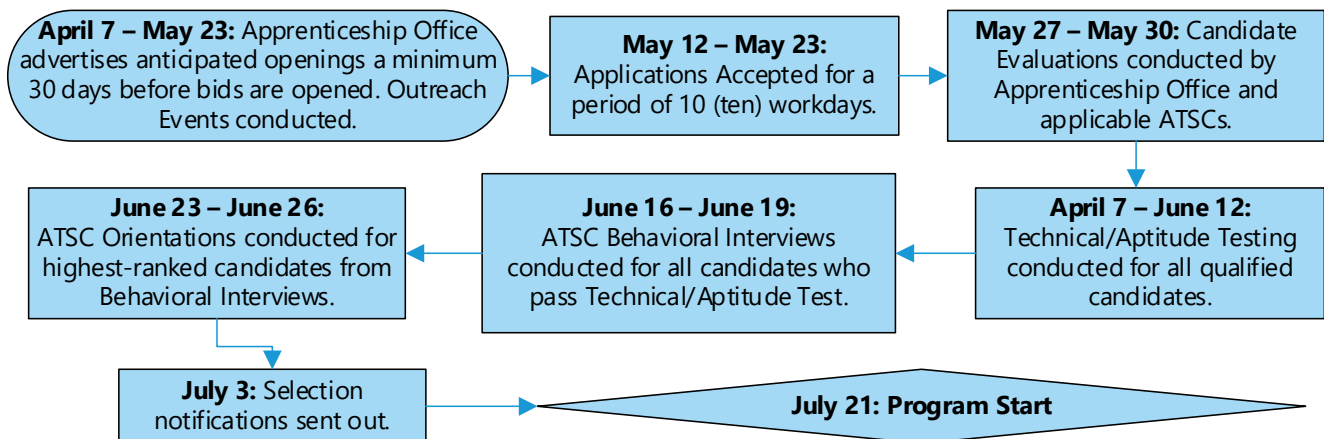 April 7 – May 23: Apprenticeship Office
advertises anticipated openings a minimum
30 days before bids are opened. Outreach
Events conducted.
May 12 – May 23:
Applications Accepted for a
period of 10 (ten) workdays.
May 27 – May 30: Candidate
Evaluations conducted by
Apprenticeship Office and
applicable ATSCs.
April 7 – June 12:
Technical/Aptitude Testing
conducted for all qualified
candidates.
June 16 – June 19:
ATSC Behavioral Interviews
conducted for all candidates who
pass Technical/Aptitude Test.
June 23 – June 26:
ATSC Orientations conducted for
highest-ranked candidates from
Behavioral Interviews.
July 3: Selection
notifications sent out.
July 21: Program Start